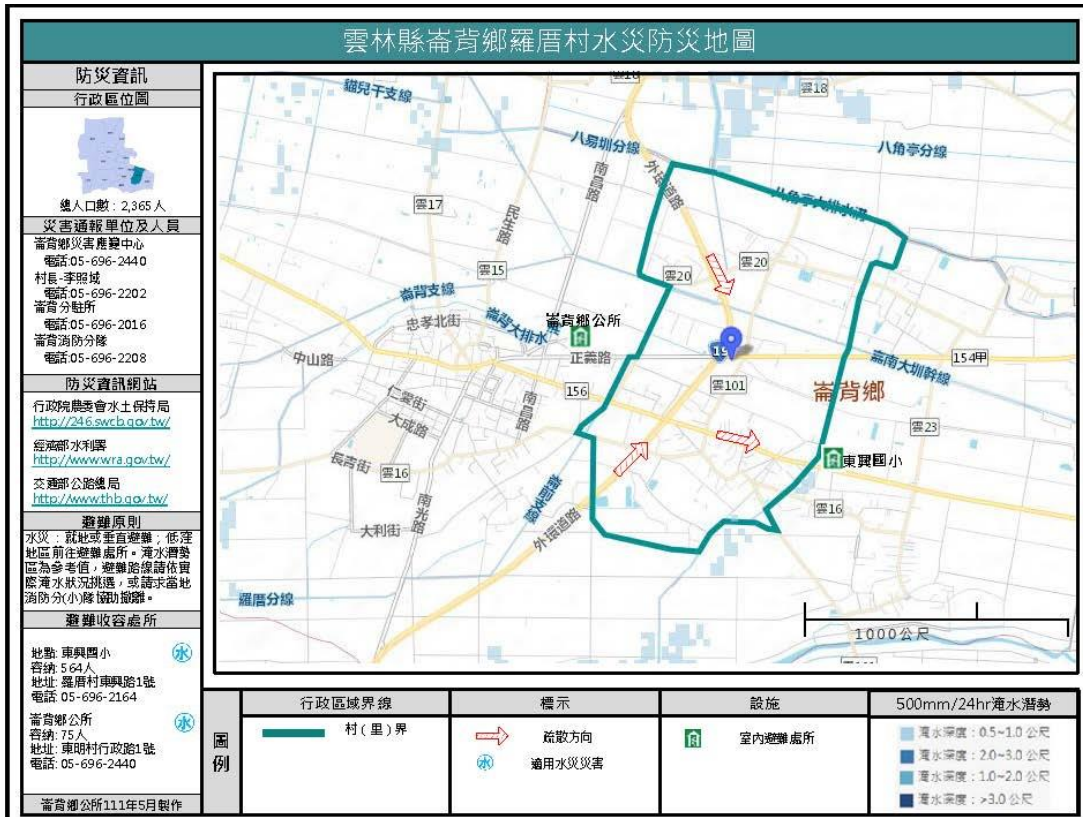 雲林縣崙背鄉羅厝村水災防災地圖
防災資訊
行政區位圖
總人口數：2,365人
災害通報單位及人員
崙背鄉災害應變中心
電話:05-696-2440
村長-李照城
電話:05-696-2202
崙背分駐所
電話:05-696-2016
崙背消防分隊
電話:05-696-2208
防災資訊網站
行政院農委會水土保持局
http://246.swcb.gov.tw/
經濟部水利署
http://www.wra.gov.tw/
交通部公路總局
http://www.thb.gov.tw/
避難原則
水災：就地或垂直避難；低窪
地區前往避難處所。淹水潛勢
區為參考值，避難路線請依實
際淹水狀況挑選，或請求當地
消防分(小)隊協助撤離。
避難收容處所
地點:東興國小
水
容納:564人
地址:羅厝村東興路1號
電話:05-696-2164
崙背鄉公所
水
容納:75人
地址:東明村行政路1號
電話:05-696-2440
崙背鄉公所111年5月製作
貓兒干支線
雲18
八易圳分線
八角亭分線
外環道路
南昌路
八角亭大排水溝
雲17
民生路
雲20
雲20
雲15
崙背支線
忠孝北街
崙背大排水
崙背鄉公所
中山路
正義路
154甲
嵩南大圳幹線
156
雲101
崙背鄉
仁愛街
大成路
南昌路
雲23
長吉街
雲16
東興國小
崙前支線
南光路
雲16
大利街
外環道路
羅厝分線
1000公尺
圖例
行政區域界線
村(里)界
標示
疏散方向
水
適用水災災害
設施
室內避難處所
500mm/24hr淹水潛勢
淹水深度：0.5~1.0公尺
淹水深度：2.0~3.0公尺
淹水深度：1.0~2.0公尺
淹水深度：>3.0公尺